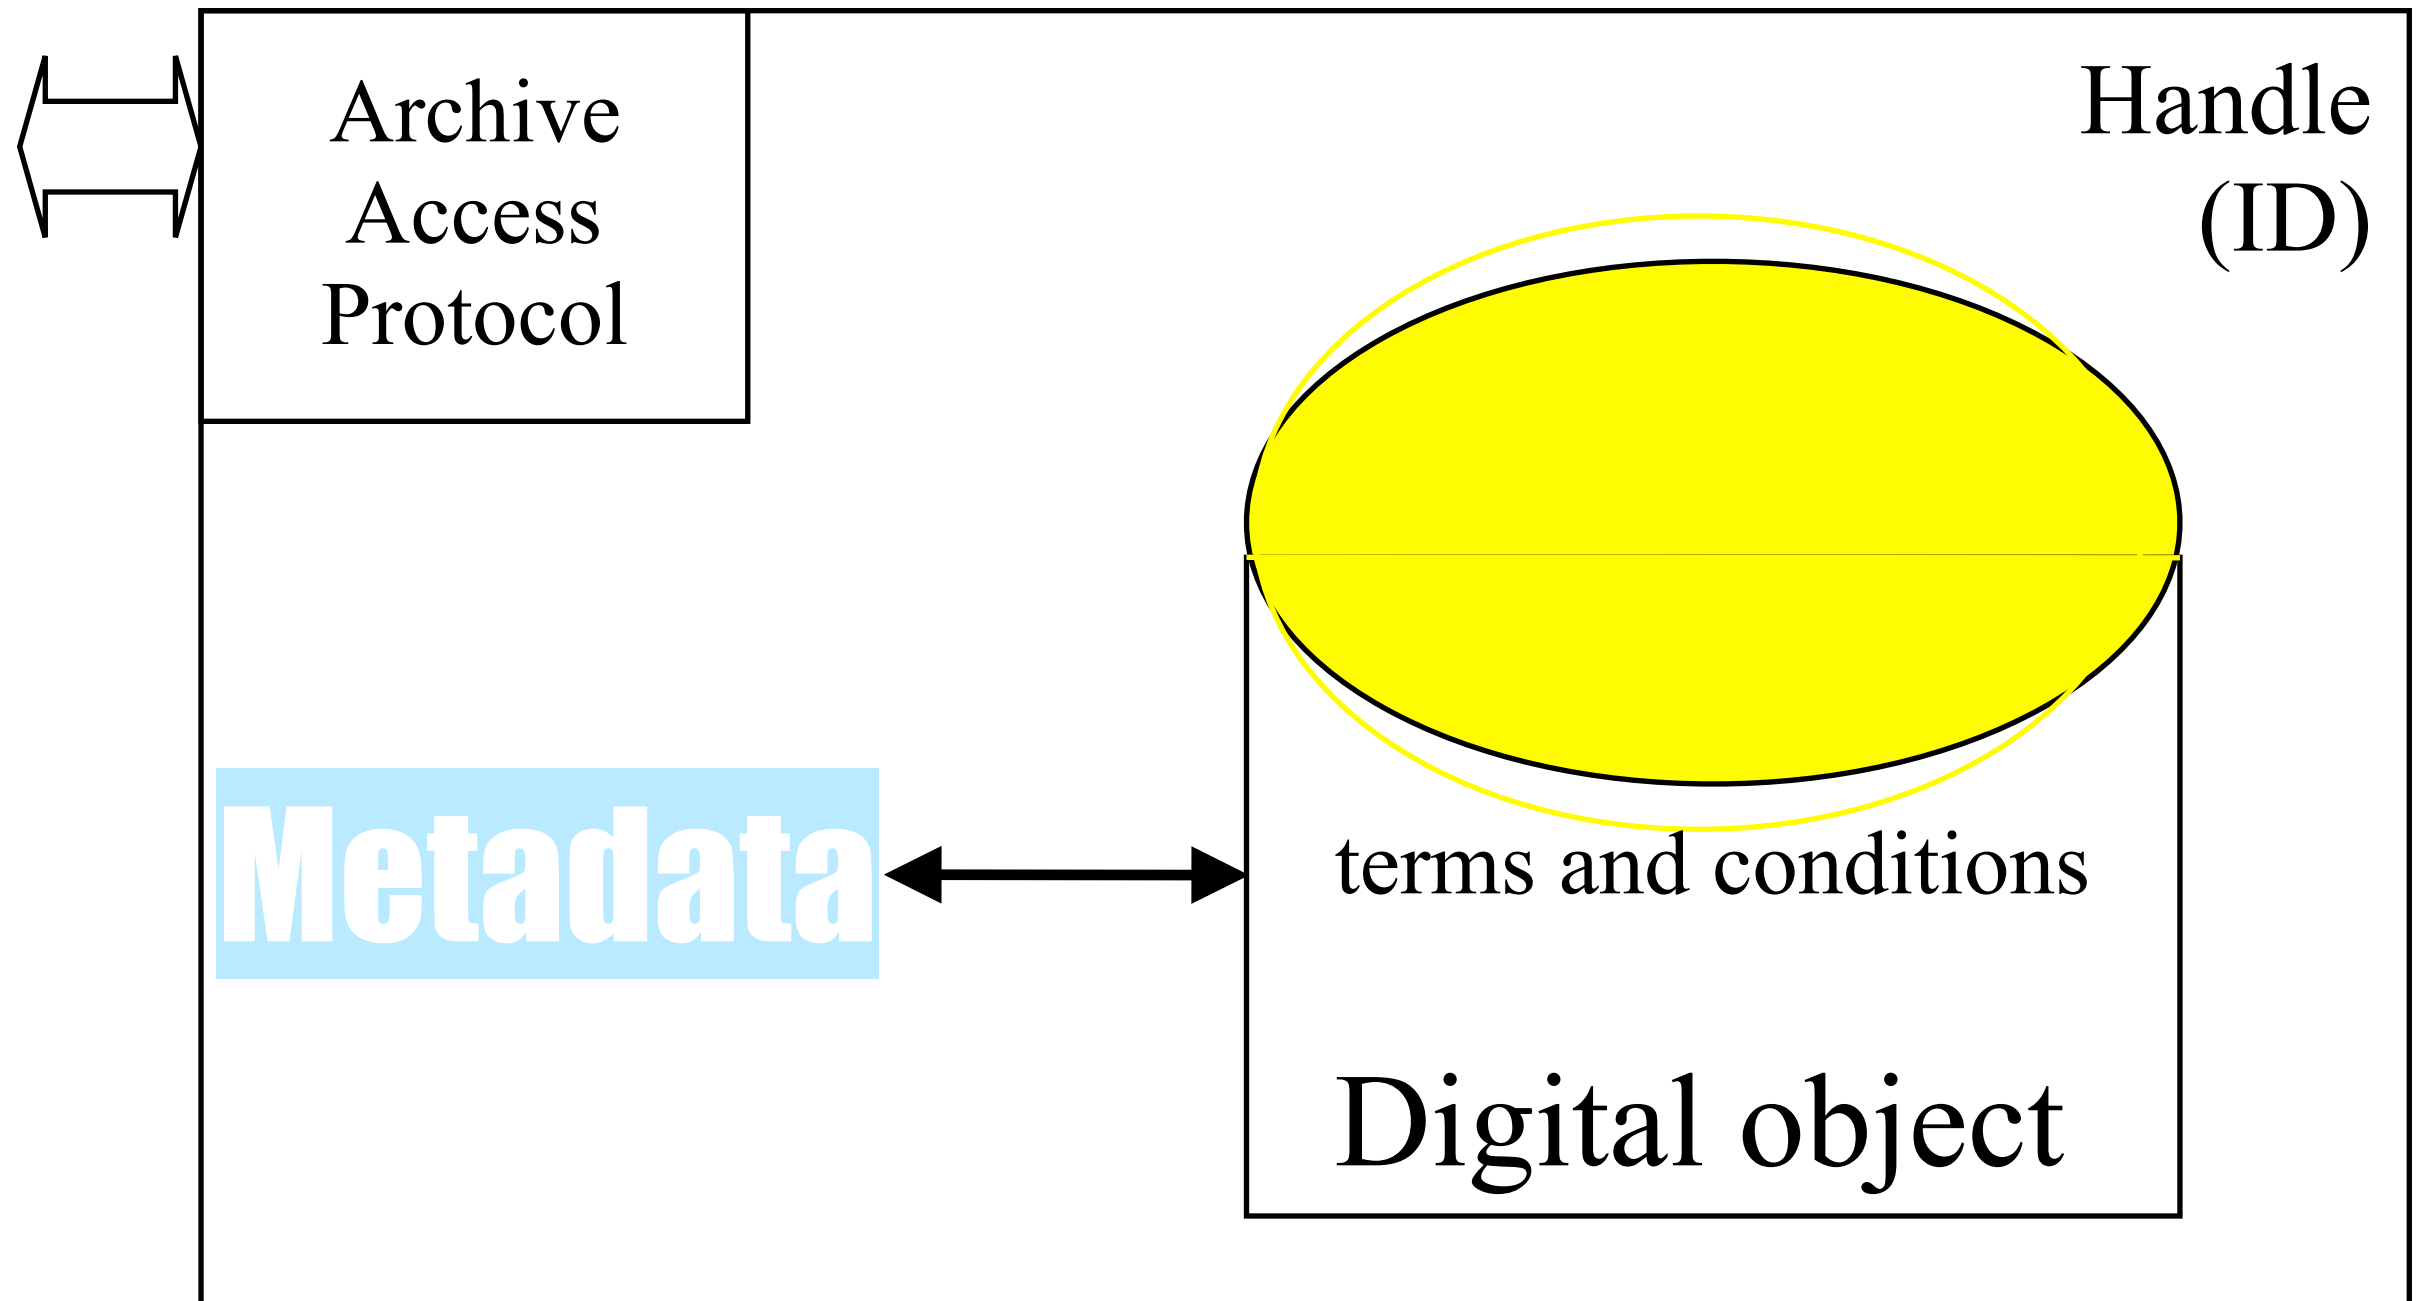 Archive
Access
Protocol
Handle
(ID)
Metadata
terms and conditions
Digital object